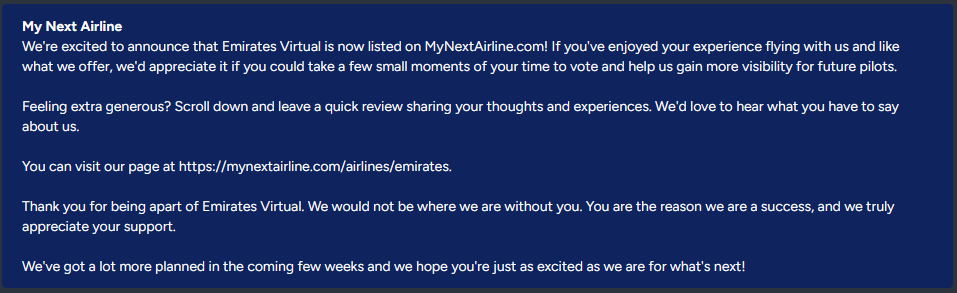 My Next Airline
We're excited to announce that Emirates Virtual is now listed on MyNextAirline.com! If you've enjoyed your experience flying with us and like
what we offer, we'd appreciate it if you could take a few small moments of your time to vote and help us gain more visibility for future pilots.
Feeling extra generous? Scroll down and leave a quick review sharing your thoughts and experiences. We'd love to hear what you have to say
about us.
You can visit our page at https://mynextairline.com/airlines/emirates.
Thank you for being apart of Emirates Virtual. We would not be where we are without you. You are the reason we are a success, and we truly
appreciate your support.
We've got a lot more planned in the coming few weeks and we hope you're just as excited as we are for what's next!